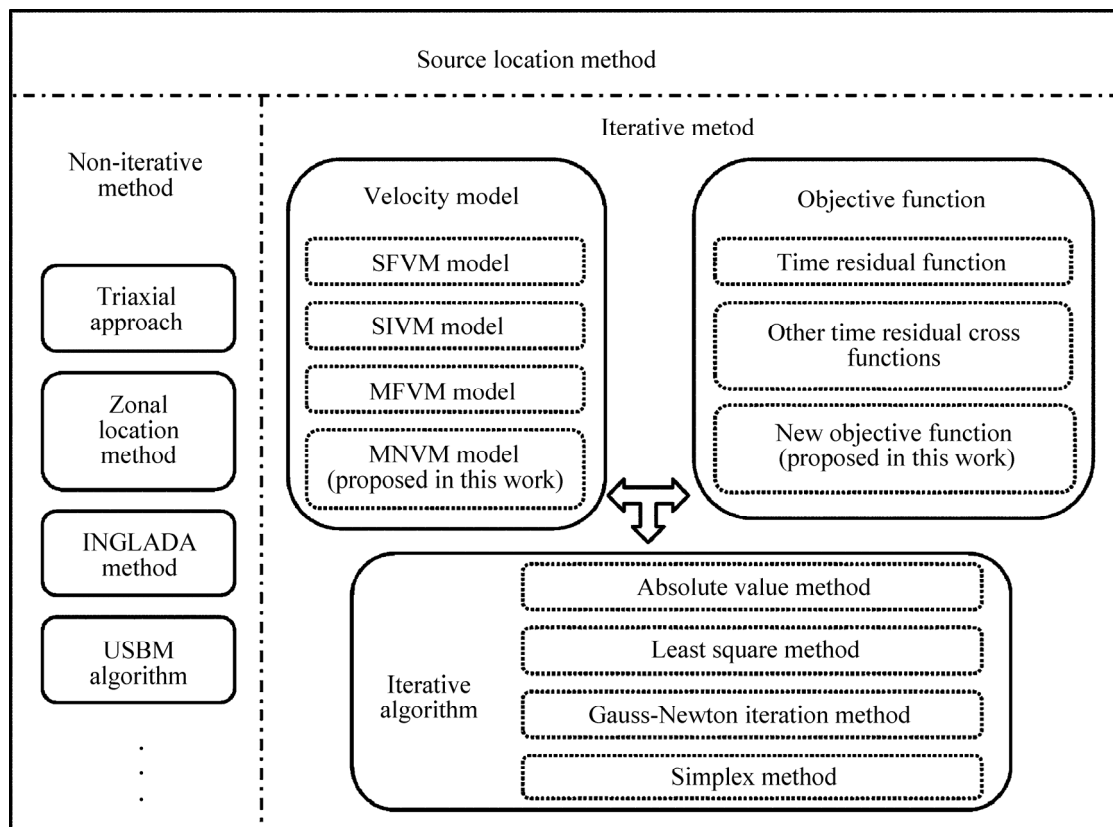 Source location method
Non-iterative
method
Triaxial
approach
Zonal
location
method
INGLADA
method
USBM
algorithm
Iterative metod
Velocity model
SFVM model
SIVM model
MFVM model
MNVM model
(proposed in this work)
Objective function
Time residual function
Other time residual cross
functions
New objective function
(proposed in this work)
Iterative
algorithm
Absolute value method
Least square method
Gauss-Newton iteration method
Simplex method